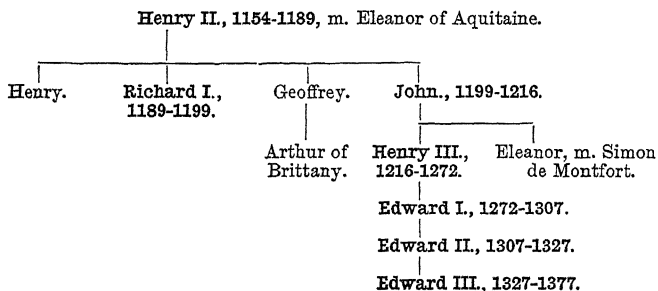 Henry II., 1154-1189, m. Eleanor of Aquitaine.
Henry. Richard I., Geoffrey. John., 1199-1216.
1189-1199.
Arthur of Henry III., Eleanor, m. Simon
Brittany. 1216-1272. de Montfort.
Edward I., 1272-1307.
Edward II., 1307-1327.
Edward III., 1327-1377.